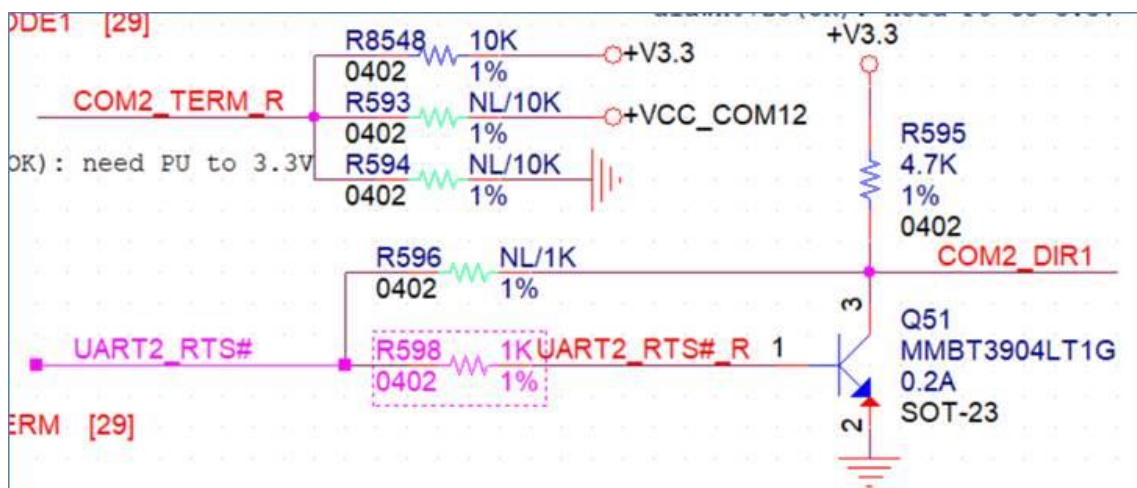 ODE1 [29]
+V3.3
R8548 10K
0402 1%
+V3.3
COM2_TERM_R
R593 NL/10K
0402 1%
+VCC_COM12
OK): need PU to 3.3V
R594 NL/10K
0402 1%
R595
4.7K
1%
0402
R596 NL/1K
0402 1%
COM2_DIR1
3
Q51
MMBT3904LT1G
0.2A
SOT-23
UART2_RTS#
R598 1K
0402 1%
UART2_RTS#_R
1
2
ERM [29]